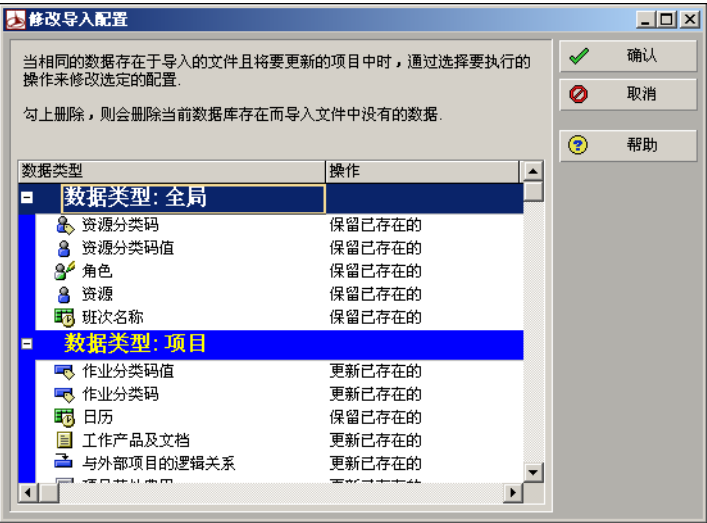 修改导入配置
当相同的数据存在于导入的文件且将要更新的项目中时，通过选择要执行的
操作来修改选定的配置.
勾上删除，则会删除当前数据库存在而导入文件中没有的数据.
确认
取消
帮助
数据类型 操作
数据类型: 全局
资源分类码 保留已存在的
资源分类码值 保留已存在的
角色 保留已存在的
资源 保留已存在的
班次名称 保留已存在的
数据类型: 项目
作业分类码值 更新已存在的
作业分类码 更新已存在的
日历 保留已存在的
工作产品及文档 更新已存在的
与外部项目的逻辑关系 更新已存在的